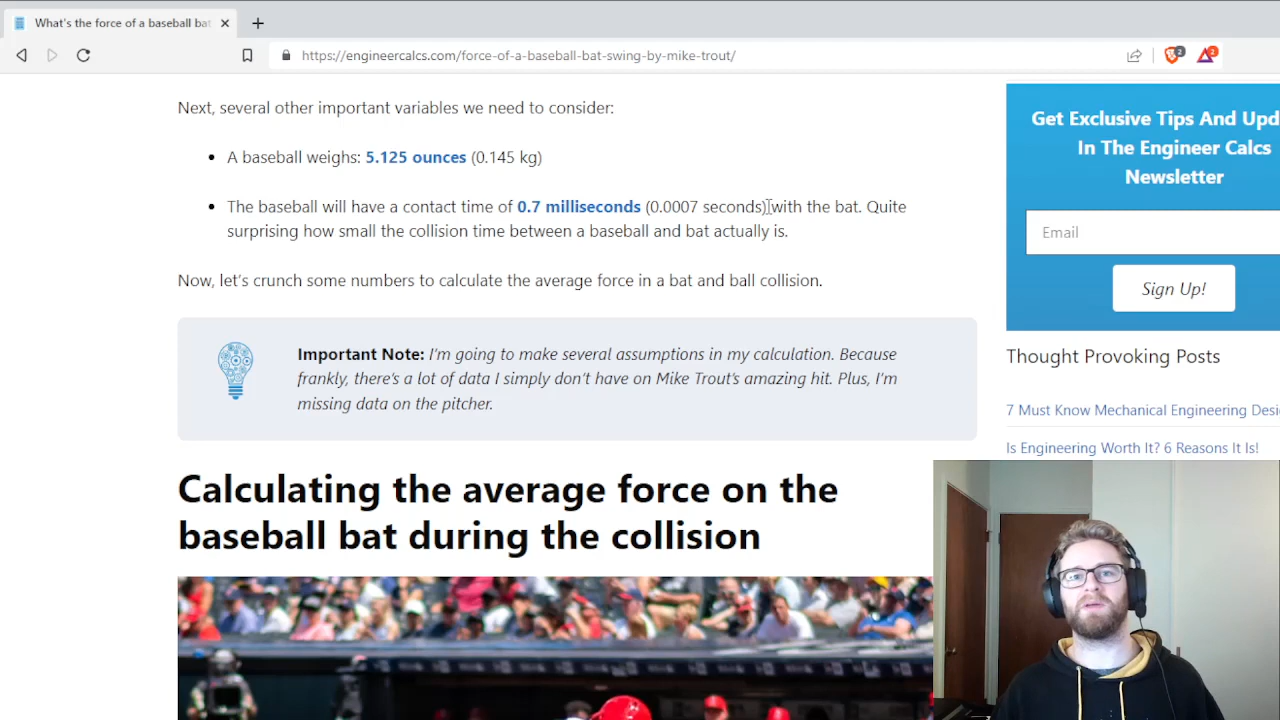 What's the force of a baseball bat
https://engineercalcs.com/force-of-a-baseball-bat-swing-by-mike-trout/
2
2
Next, several other important variables we need to consider:
• A baseball weighs: 5.125 ounces (0.145 kg)
• The baseball will have a contact time of 0.7 milliseconds (0.0007 seconds) with the bat. Quite
surprising how small the collision time between a baseball and bat actually is.
Now, let's crunch some numbers to calculate the average force in a bat and ball collision.
Important Note: I'm going to make several assumptions in my calculation. Because
frankly, there's a lot of data I simply don't have on Mike Trout's amazing hit. Plus, I'm
missing data on the pitcher.
Calculating the average force on the
baseball bat during the collision
Get Exclusive Tips And Upd
In The Engineer Calcs
Newsletter
Email
Sign Up!
Thought Provoking Posts
7 Must Know Mechanical Engineering Desi
Is Engineering Worth It? 6 Reasons It Is!